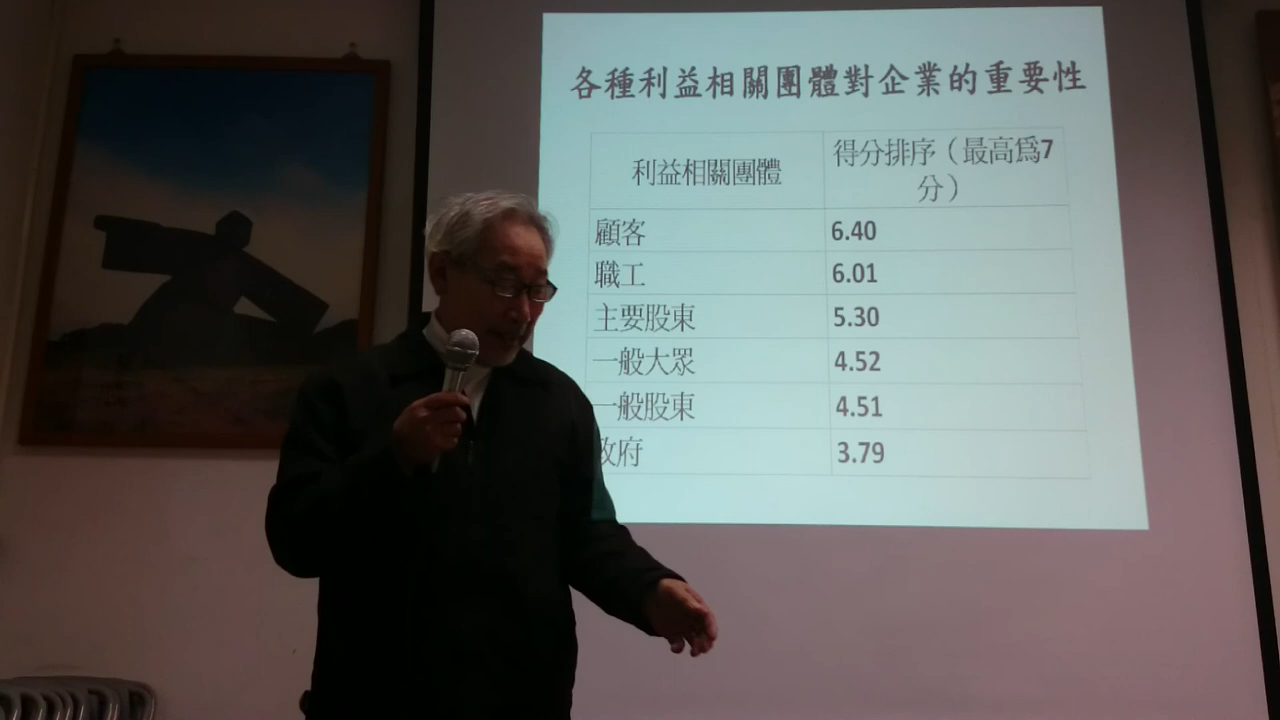 各種利益相關團體對企業的重要性
利益相關團體 得分排序（最高爲7
分）
顧客 6.40
職工 6.01
主要股東 5.30
一般大眾 4.52
一般股東 4.51
政府 3.79